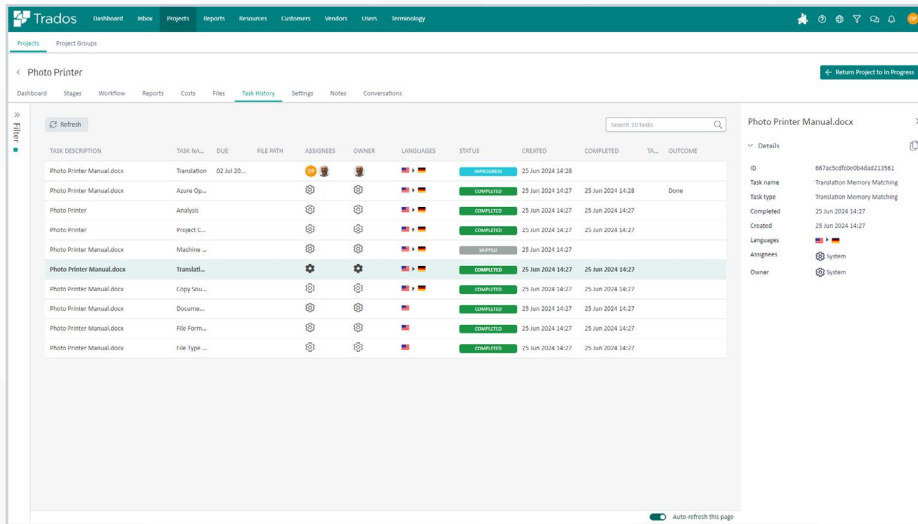 Trados Dashboard Inbox Projects Reports Resources Customers Vendors Users Terminology
Projects Project Groups
Photo Printer
Return Project to In Progress
Dashboard Stages Workflow Reports Costs Files Task History Settings Notes Conversations
Filter
Refresh
Search 10 tasks
TASK DESCRIPTION TASK NA... DUE FILE PATH ASSIGNEES OWNER LANGUAGES STATUS CREATED COMPLETED TA... OUTCOME
Photo Printer Manual.docx Translation 02 Jul 20... DP INPROGRESS 25 Jun 2024 14:28
Photo Printer Manual.docx Azure Op... COMPLETED 25 Jun 2024 14:27 25 Jun 2024 14:28 Done
Photo Printer Analysis COMPLETED 25 Jun 2024 14:27 25 Jun 2024 14:27
Photo Printer Project C... COMPLETED 25 Jun 2024 14:27 25 Jun 2024 14:27
Photo Printer Manual.docx Machine ... SKIPPED 25 Jun 2024 14:27
Photo Printer Manual.docx Translati... COMPLETED 25 Jun 2024 14:27 25 Jun 2024 14:27
Photo Printer Manual.docx Copy Sou... COMPLETED 25 Jun 2024 14:27 25 Jun 2024 14:27
Photo Printer Manual.docx Docume... COMPLETED 25 Jun 2024 14:27 25 Jun 2024 14:27
Photo Printer Manual.docx File Form... COMPLETED 25 Jun 2024 14:27 25 Jun 2024 14:27
Photo Printer Manual.docx File Type ... COMPLETED 25 Jun 2024 14:27 25 Jun 2024 14:27
Auto-refresh this page
Photo Printer Manual.docx
Details
ID
Task name Translation Memory Matching
Task type Translation Memory Matching
Completed 25 Jun 2024 14:27
Created 25 Jun 2024 14:27
Languages
Assignees System
Owner System